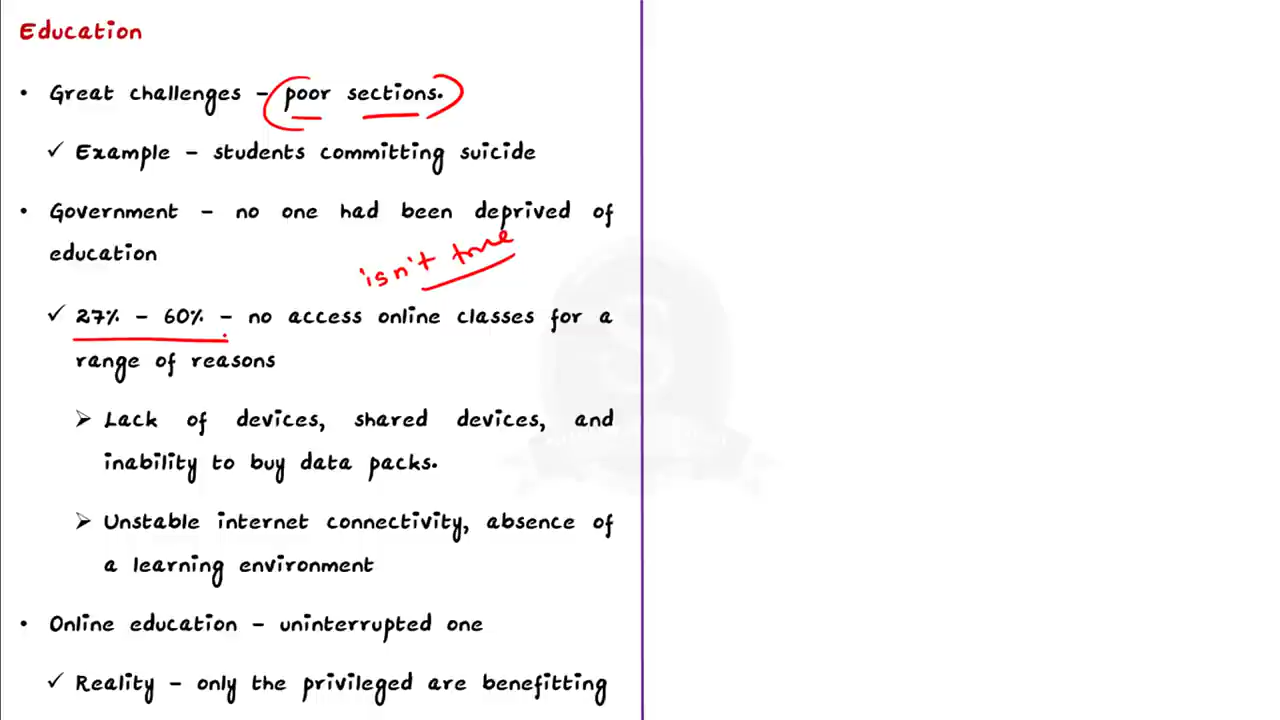 Education
• Great challenges – poor sections.
✓ Example – students committing suicide
• Government – no one had been deprived of
education
isn't true
✓ 27% – 60% – no access online classes for a
range of reasons
➢ Lack of devices, shared devices, and
inability to buy data packs.
➢ Unstable internet connectivity, absence of
a learning environment
• Online education – uninterrupted one
✓ Reality – only the privileged are benefitting